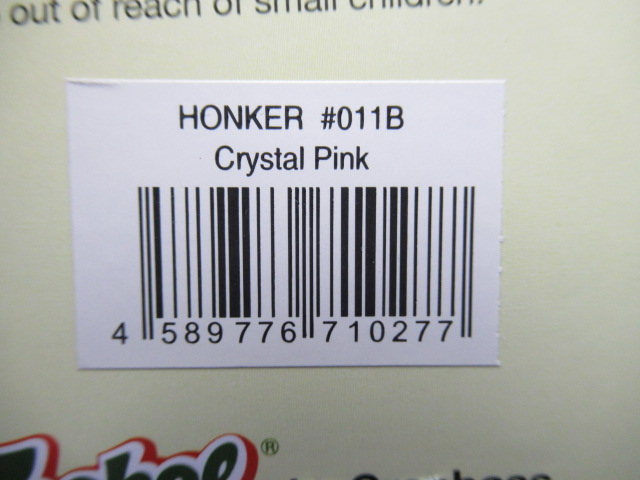 out of reach of small children.
HONKER #011B
Crystal Pink
4 589776 710277
®